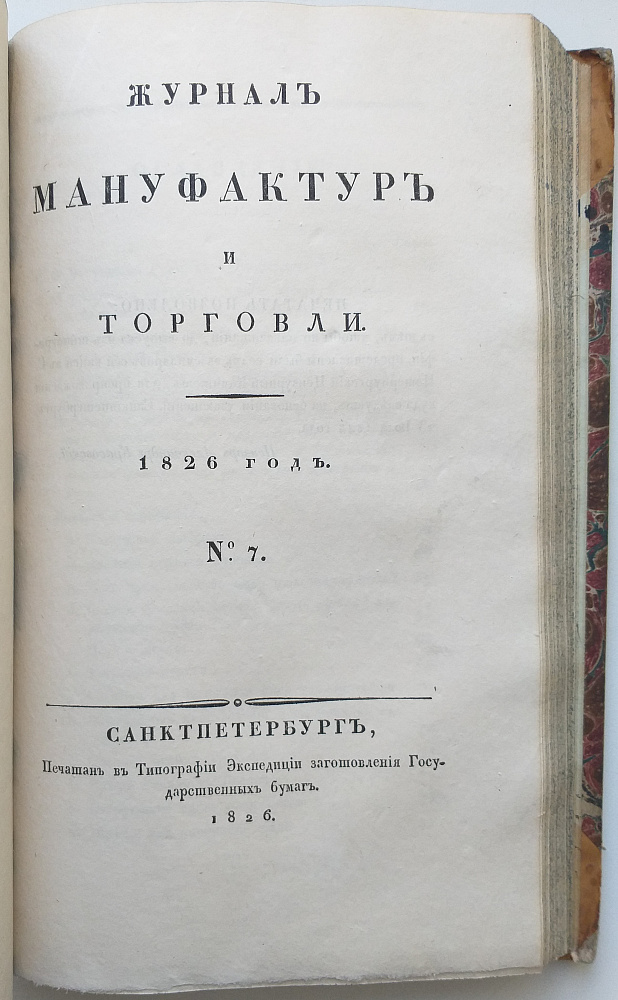 ЖУРНАЛЪ
МАНУФАКТУРЪ
И
ТОРГОВЛИ.
1826 годъ.
№. 7.
САНКТПЕТЕРБУРГЪ,
Печатанъ въ Типографіи Экспедиціи заготовленія Госу-
дарственныхъ бумагъ.
1826.